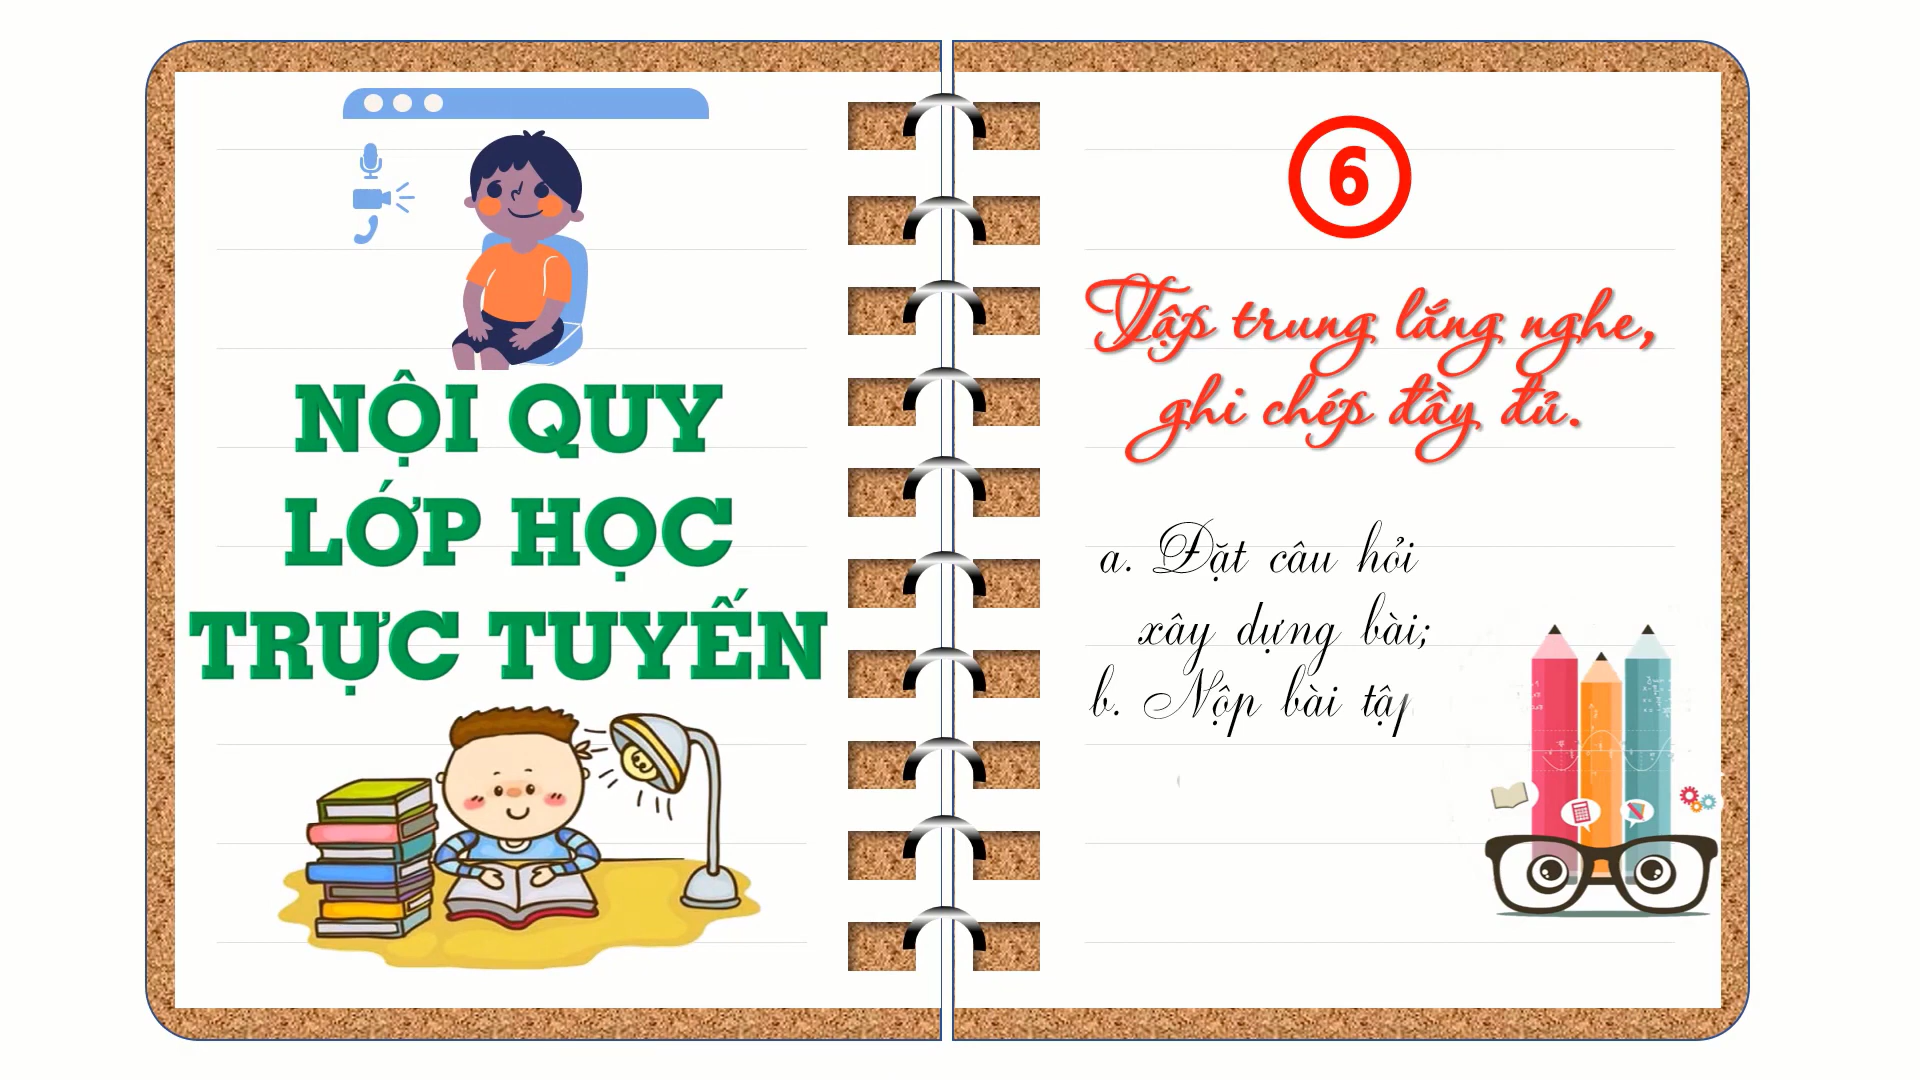 NỘI QUY
LỚP HỌC
TRỰC TUYẾN
6
Tập trung lắng nghe,
ghi chép đầy đủ.
a. Đặt câu hỏi
xây dựng bài;
b. Nộp bài tập